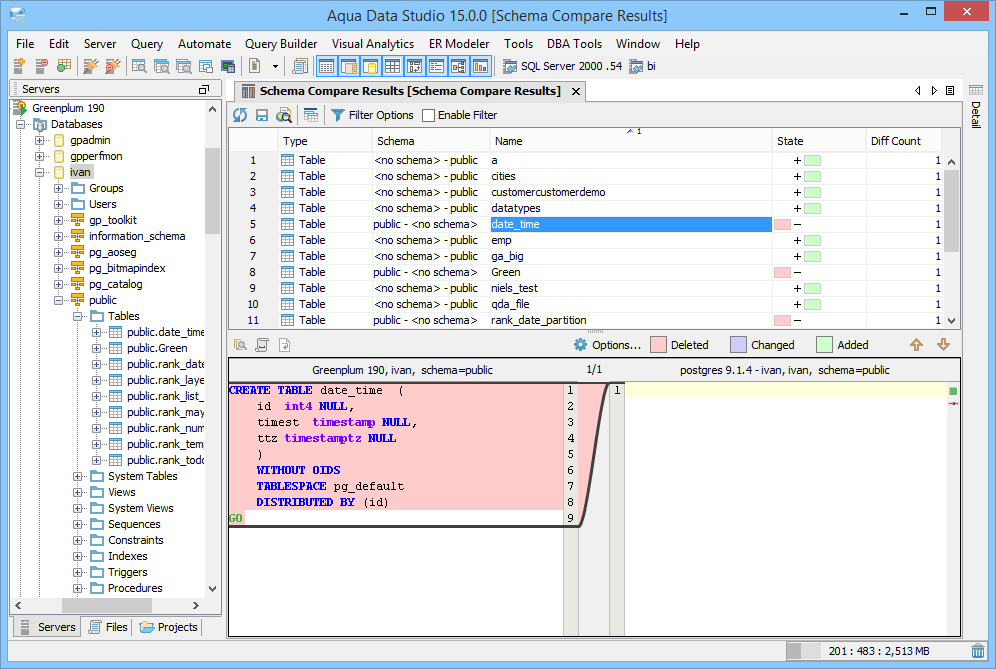 Aqua Data Studio 15.0.0 [Schema Compare Results]
File Edit Server Query Automate Query Builder Visual Analytics ER Modeler Tools DBA Tools Window Help
SQL Server 2000 .54 bi
Servers
Greenplum 190
Databases
gpadmin
gpperfmon
ivan
Groups
Users
gp_toolkit
information_schema
pg_aoseg
pg_bitmapindex
pg_catalog
public
Tables
public.date_time
public.Green
public.rank_date
public.rank_laye
public.rank_list_
public.rank_may
public.rank_num
public.rank_tem
public.rank_todo
System Tables
Views
System Views
Sequences
Constraints
Indexes
Triggers
Procedures
Servers Files Projects
Schema Compare Results [Schema Compare Results]
Detail
Filter Options Enable Filter
Type Schema Name 1 State Diff Count
1 Table <no schema> - public a + 1
2 Table <no schema> - public cities + 1
3 Table <no schema> - public customercustomerdemo + 1
4 Table <no schema> - public datatypes + 1
5 Table public - <no schema> date_time – 1
6 Table <no schema> - public emp + 1
7 Table <no schema> - public ga_big + 1
8 Table public - <no schema> Green – 1
9 Table <no schema> - public niels_test + 1
10 Table <no schema> - public qda_file + 1
11 Table public - <no schema> rank_date_partition – 1
Options... Deleted Changed Added
Greenplum 190, ivan, schema=public 1/1 postgres 9.1.4 - ivan, ivan, schema=public
CREATE TABLE date_time ( 1 1
id int4 NULL, 2
timest timestamp NULL, 3
ttz timestamptz NULL 4
) 5
WITHOUT OIDS 6
TABLESPACE pg_default 7
DISTRIBUTED BY (id) 8
GO 9
201 : 483 : 2,513 MB